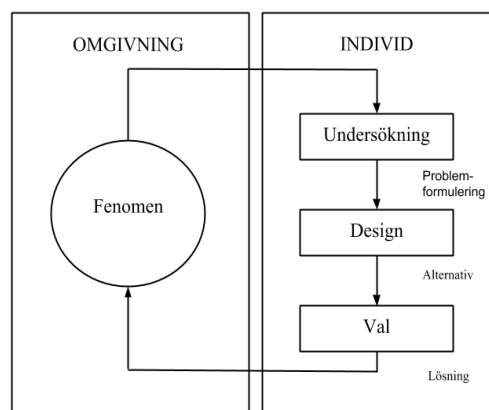 OMGIVNING
INDIVID
Undersökning
Fenomen
Problem-
formulering
Design
Alternativ
Val
Lösning